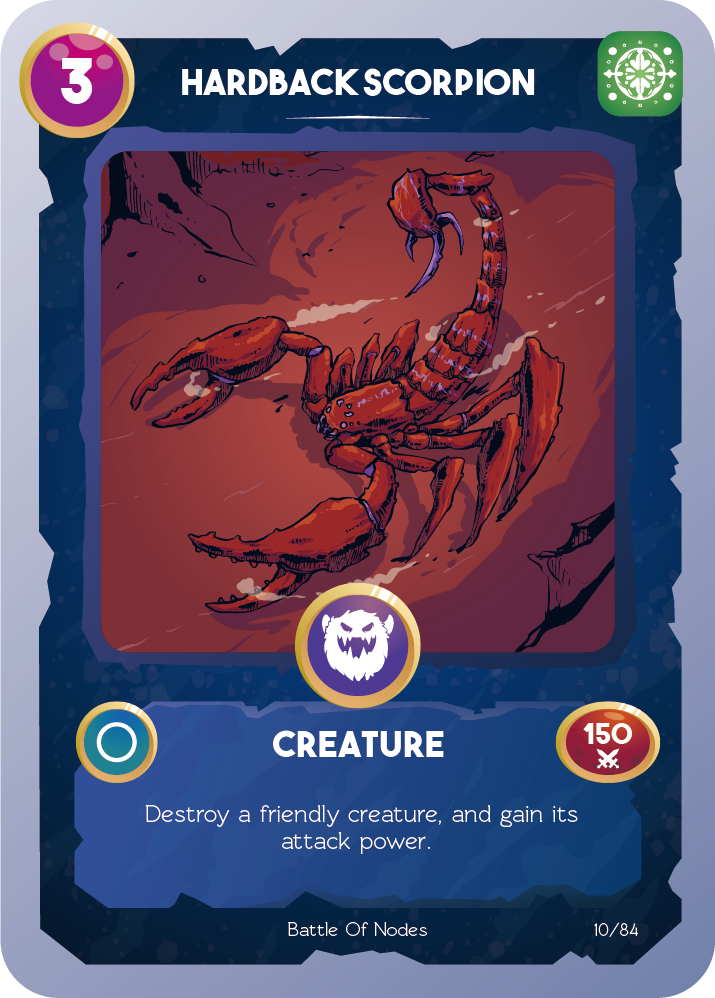 3
HARDBACK SCORPION
CREATURE
150
Destroy a friendly creature, and gain its
attack power.
Battle Of Nodes
10/84